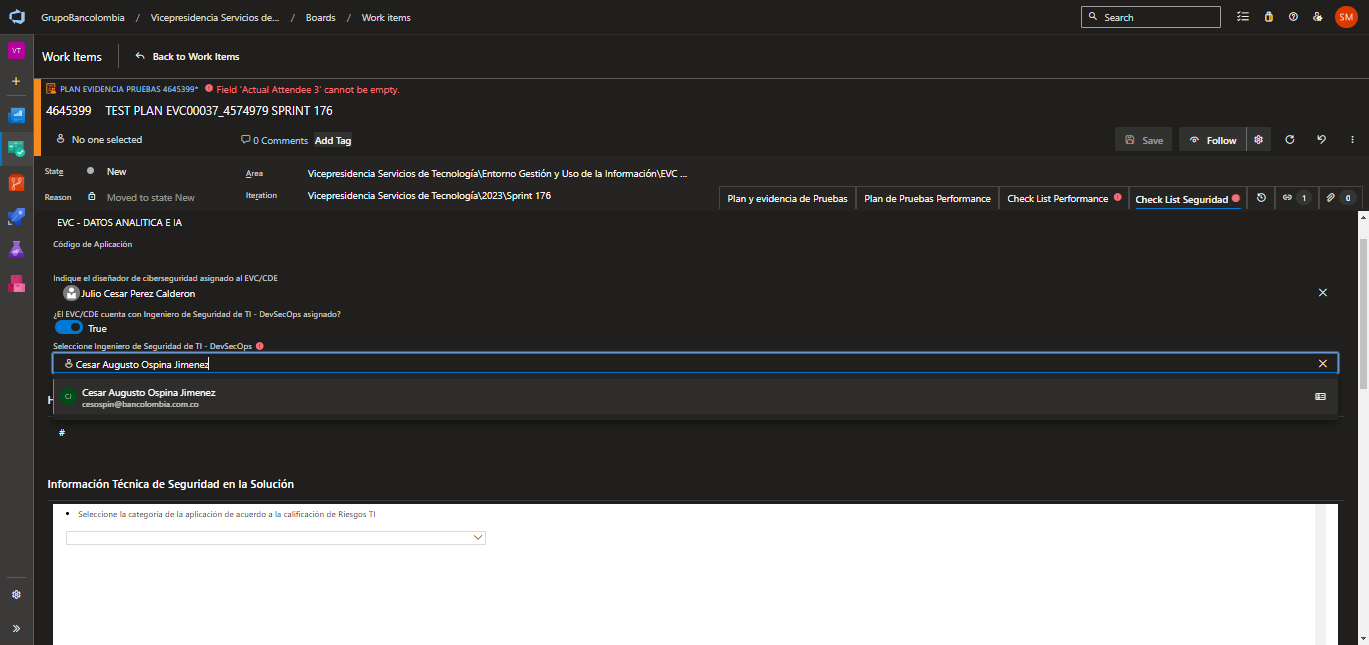 GrupoBancolombia / Vicepresidencia Servicios de... / Boards / Work items
Search
SM
VT
Work Items
Back to Work Items
PLAN EVIDENCIA PRUEBAS 4645399* Field 'Actual Attendee 3' cannot be empty.
4645399 TEST PLAN EVC00037_4574979 SPRINT 176
No one selected
0 Comments
Add Tag
Save
Follow
State
New
Area
Vicepresidencia Servicios de Tecnología\Entorno Gestión y Uso de la Información\EVC ...
Reason
Moved to state New
Iteration
Vicepresidencia Servicios de Tecnología\2023\Sprint 176
Plan y evidencia de Pruebas
Plan de Pruebas Performance
Check List Performance
Check List Seguridad
1
0
EVC - DATOS ANALITICA E IA
Código de Aplicación
Indique el diseñador de ciberseguridad asignado al EVC/CDE
Julio Cesar Perez Calderon
¿El EVC/CDE cuenta con Ingeniero de Seguridad de TI - DevSecOps asignado?
True
Seleccione Ingeniero de Seguridad de TI - DevSecOps
Cesar Augusto Ospina Jimenez
CJ
Cesar Augusto Ospina Jimenez
cesospin@bancolombia.com.co
#
Información Técnica de Seguridad en la Solución
• Seleccione la categoría de la aplicación de acuerdo a la calificación de Riesgos TI